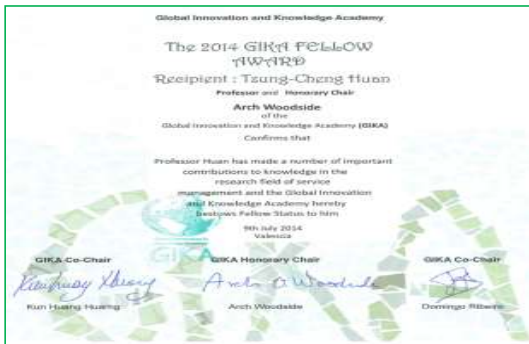 Global Innovation and Knowledge Academy
The 2014 GIKA FELLOW
AWARD
Recipient : Tzung-Cheng Huan
Professor and Honorary Chair
Arch Woodside
of the
Global Innovation and Knowledge Academy (GIKA)
Confirms that
Professor Huan has made a number of important
contributions to knowledge in the
research field of service
management and the Global Innovation
and Knowledge Academy hereby
bestows Fellow Status to him
9th July 2014
Valencia
GIKA
GIKA Co-Chair GIKA Honorary Chair GIKA Co-Chair
Arch Woodside
Kun Huang Huarng Arch Woodside Domingo Ribeiro